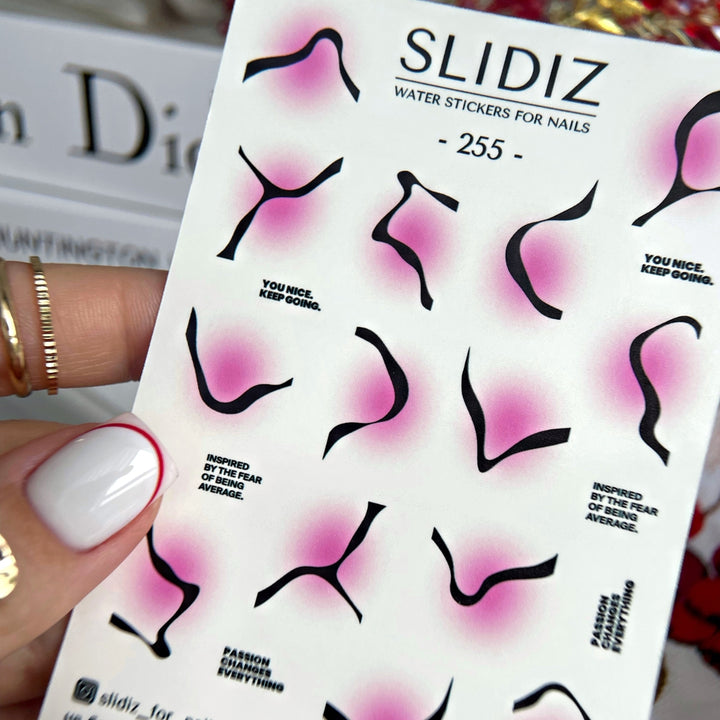 SLIDIZ
WATER STICKERS FOR NAILS
- 255 -
YOU NICE.
KEEP GOING.
YOU NICE.
KEEP GOING.
INSPIRED
BY THE FEAR
OF BEING
AVERAGE.
INSPIRED
BY THE FEAR
OF BEING
AVERAGE.
PASSION
CHANGES
EVERYTHING
PASSION
CHANGES
EVERYTHING
slidiz_for_